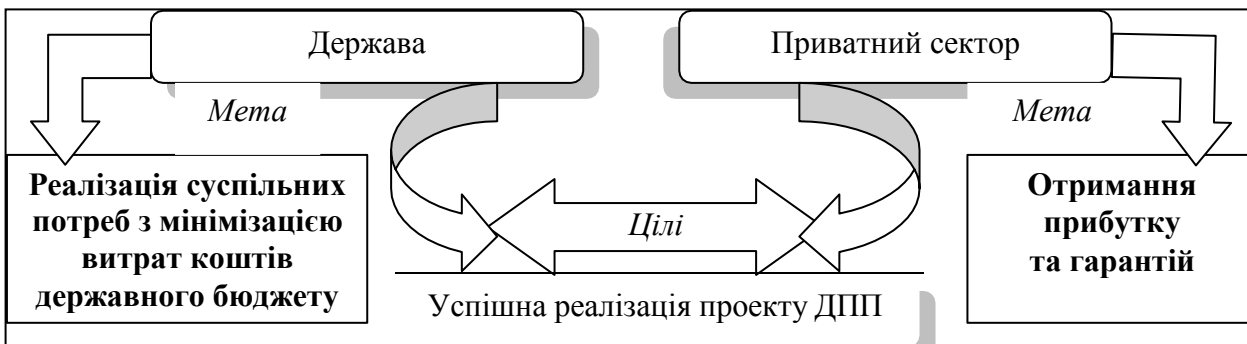 Держава
Приватний сектор
Мета
Мета
Реалізація суспільних
потреб з мінімізацією
витрат коштів
державного бюджету
Цілі
Отримання
прибутку
та гарантій
Успішна реалізація проекту ДПП